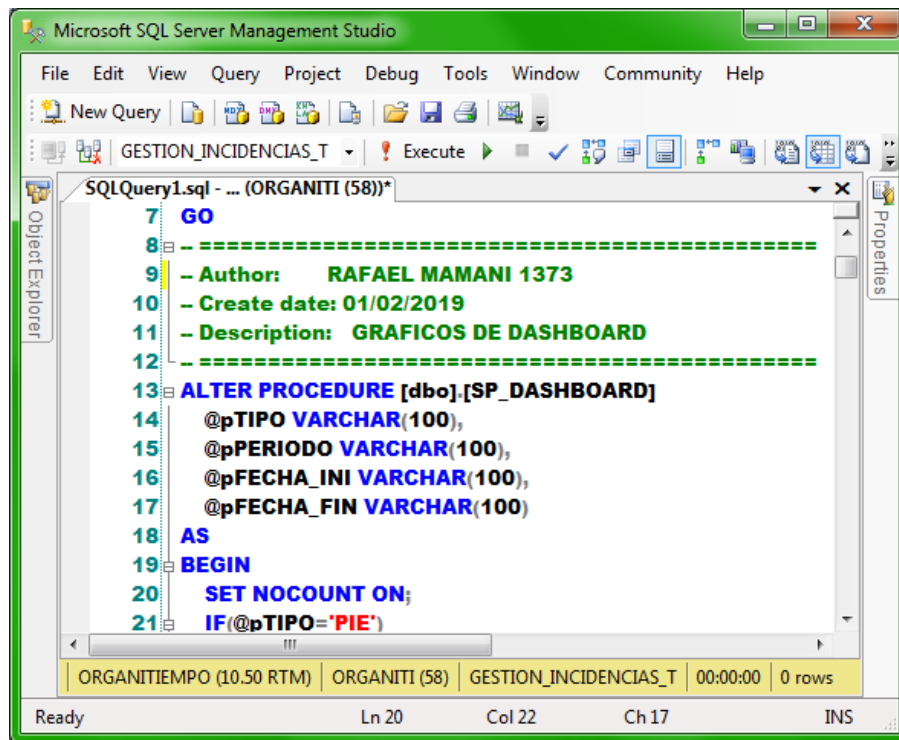 Microsoft SQL Server Management Studio
File Edit View Query Project Debug Tools Window Community Help
New Query
GESTION_INCIDENCIAS_T Execute
SQLQuery1.sql - ... (ORGANITI (58))*
Object Explorer
Properties
7 GO
8 -- =============================================
9 -- Author: RAFAEL MAMANI 1373
10 -- Create date: 01/02/2019
11 -- Description: GRAFICOS DE DASHBOARD
12 -- =============================================
13 ALTER PROCEDURE [dbo].[SP_DASHBOARD]
14 @pTIPO VARCHAR(100),
15 @pPERIODO VARCHAR(100),
16 @pFECHA_INI VARCHAR(100),
17 @pFECHA_FIN VARCHAR(100)
18 AS
19 BEGIN
20 SET NOCOUNT ON;
21 IF(@pTIPO='PIE')
ORGANITIEMPO (10.50 RTM) ORGANITI (58) GESTION_INCIDENCIAS_T 00:00:00 0 rows
Ready Ln 20 Col 22 Ch 17 INS